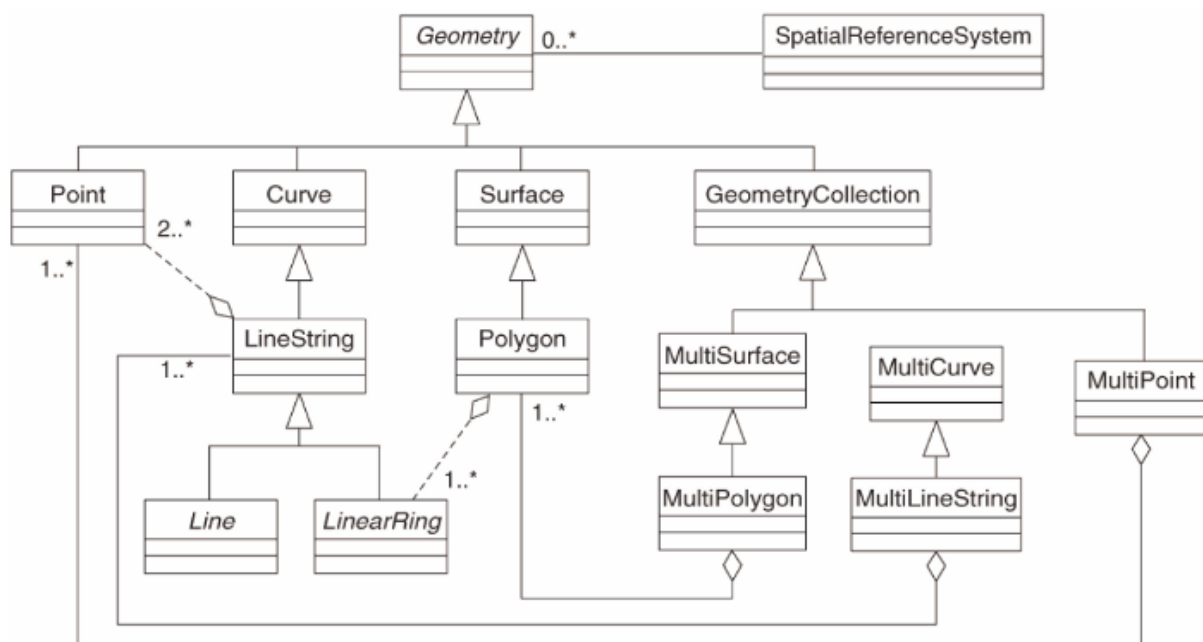 Geometry
0..*
SpatialReferenceSystem
Point
Curve
Surface
GeometryCollection
2..*
1..*
LineString
Polygon
MultiSurface
MultiCurve
MultiPoint
1..*
1..*
1..*
Line
LinearRing
MultiPolygon
MultiLineString